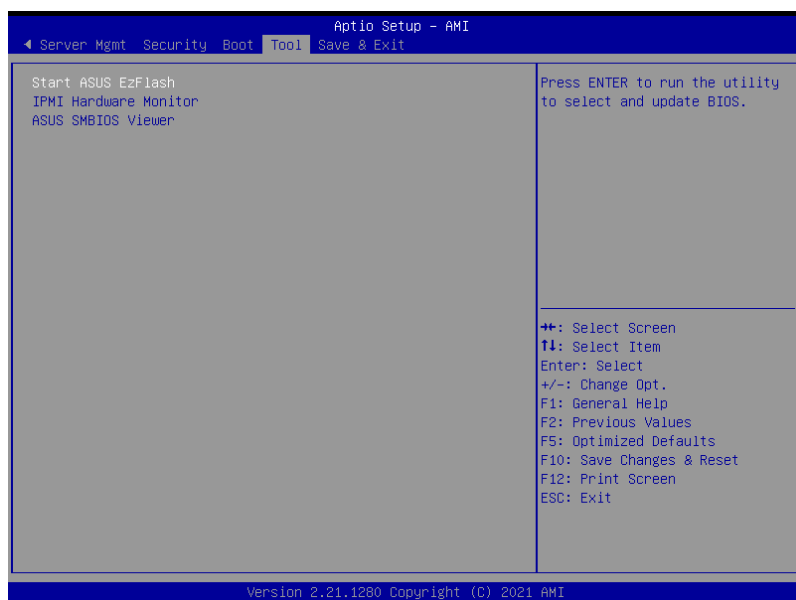 Aptio Setup – AMI
Server Mgmt Security Boot Tool Save & Exit
Start ASUS EzFlash
IPMI Hardware Monitor
ASUS SMBIOS Viewer
Press ENTER to run the utility
to select and update BIOS.
→←: Select Screen
↑↓: Select Item
Enter: Select
+/-: Change Opt.
F1: General Help
F2: Previous Values
F5: Optimized Defaults
F10: Save Changes & Reset
F12: Print Screen
ESC: Exit
Version 2.21.1280 Copyright (C) 2021 AMI